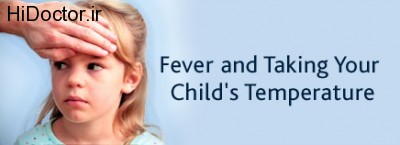 HiDoctor.ir
Fever and Taking Your
Child's Temperature